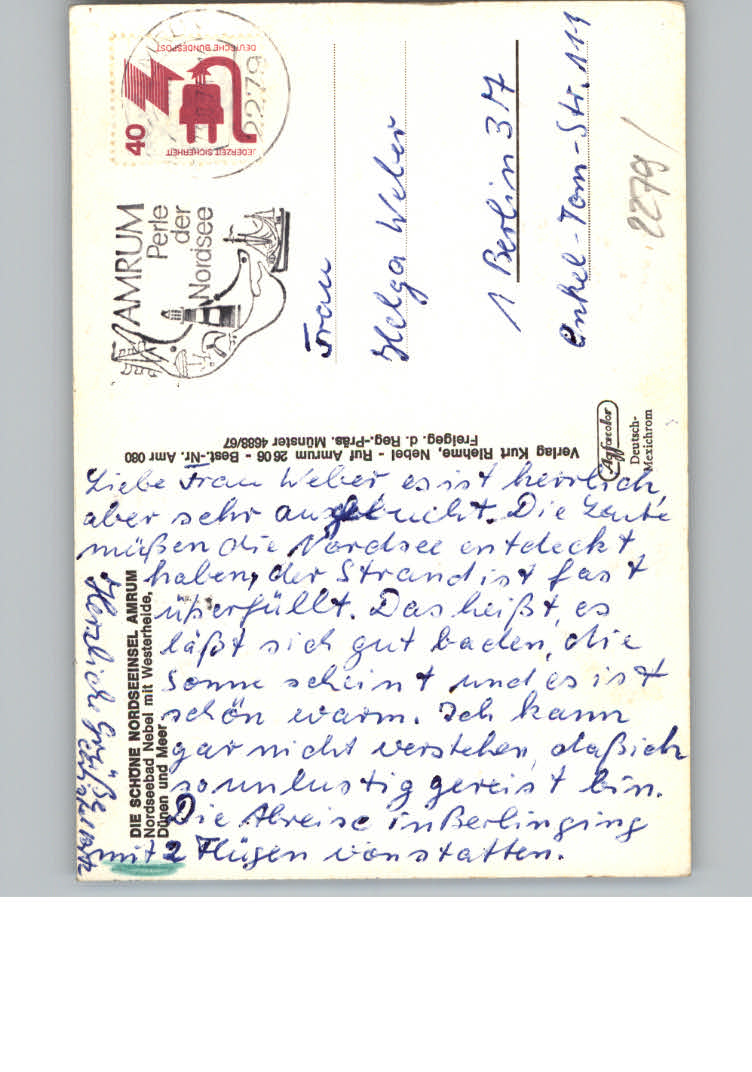 DEUTSCHE BUNDESPOST
40
JEDERZEIT SICHERHEIT
AMRUM
Perle
der
Nordsee
Frau
Helga Weber
1 Berlin 37
Onkel-Tom-Str. 111
2279/
Verlag Kurt Riehme, Nebel - Ruf Amrum 2606 - Best.-Nr. Amr 080
Freigeg. d. Reg.-Präs. Münster 4688/67
Agfacolor
Deutsch-
Mexichrom
DIE SCHÖNE NORDSEEINSEL AMRUM
Nordseebad Nebel mit Westerheide,
Dünen und Meer
Liebe Frau Weber es ist herrlich,
aber sehr ausgebucht. Die Leute
müßen die Nordsee entdeckt
haben, der Strand ist fast
überfüllt. Das heißt, es
läßt sich gut baden, die
Sonne scheint und es ist
schön warm. Ich kann
gar nicht verstehen, daß ich
so unlustig gereist bin.
Die Abreise in Berlin ging
mit 2 Flügen vonstatten.
Herzliche Grüße